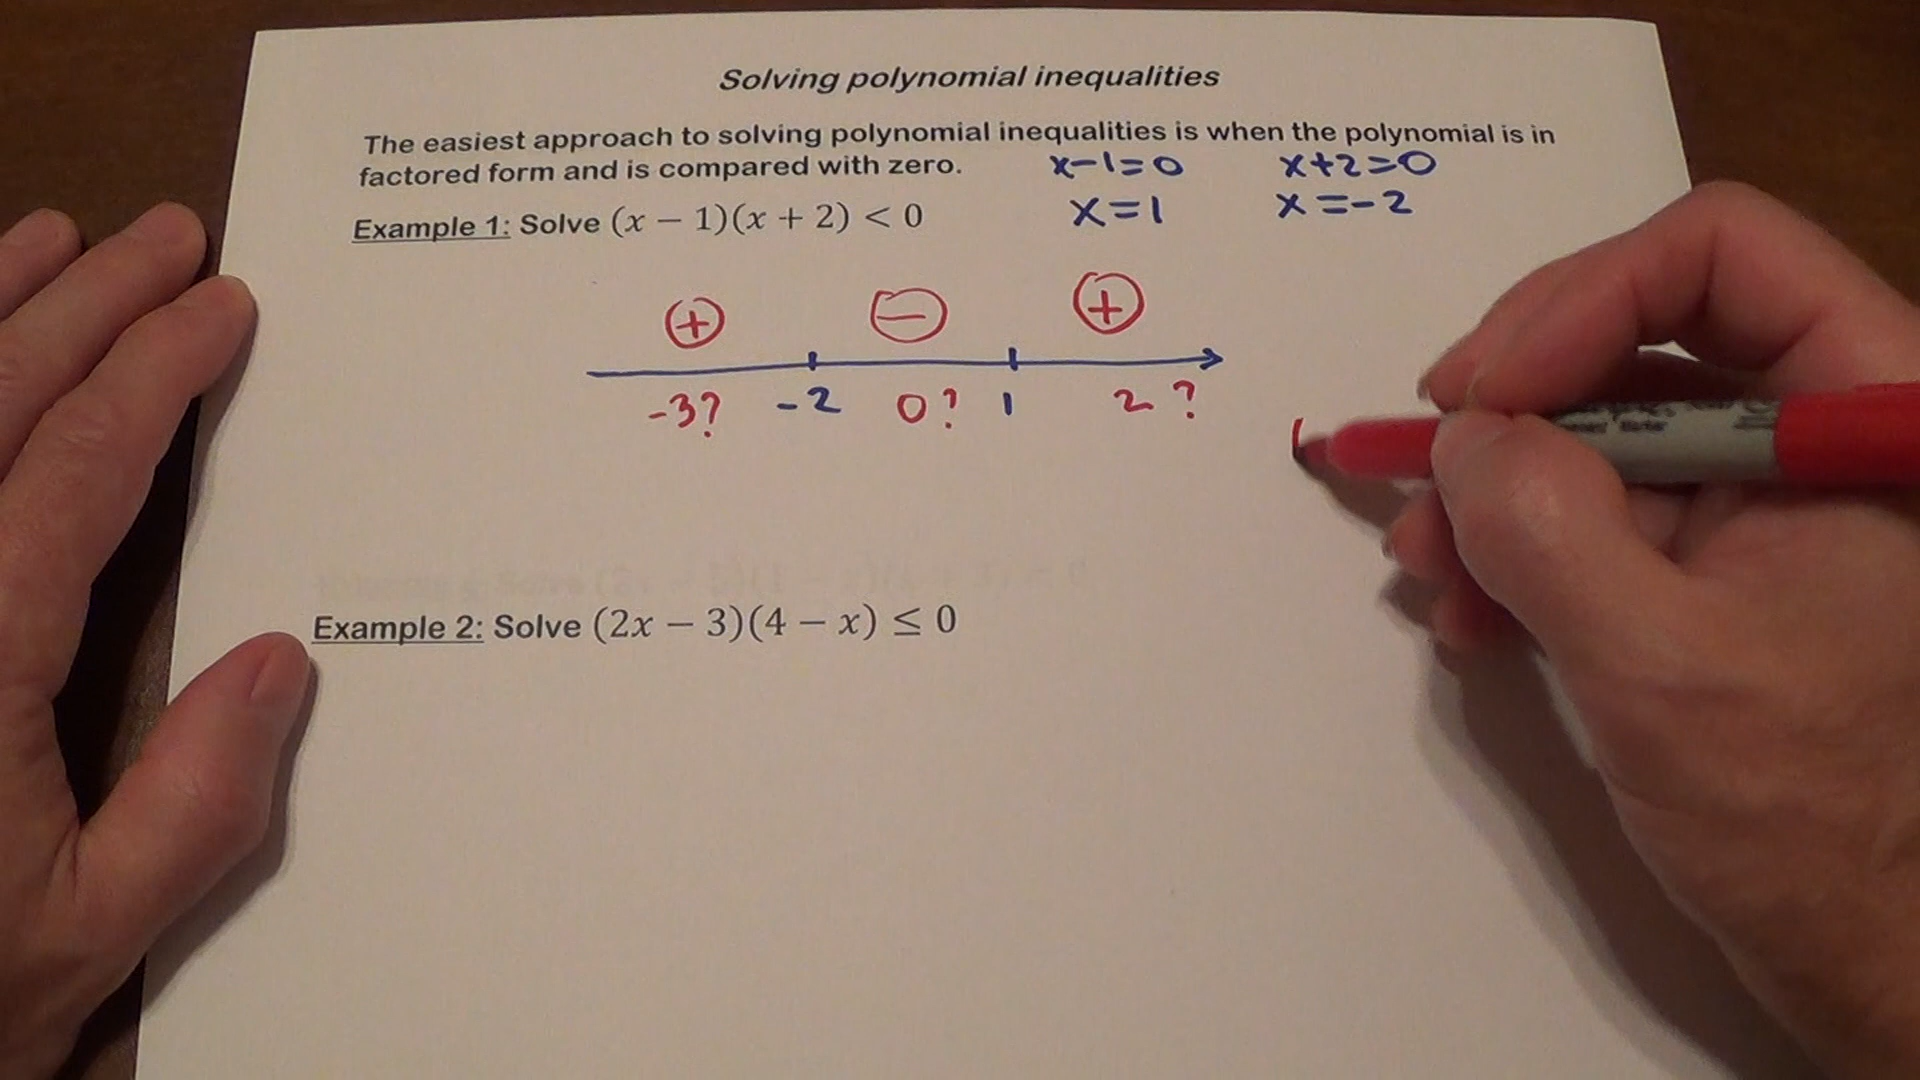 Solving polynomial inequalities
The easiest approach to solving polynomial inequalities is when the polynomial is in
factored form and is compared with zero.
x-1=0 x+2=0
Example 1: Solve (x − 1)(x + 2) < 0
x=1 x=-2
+ − +
-3? -2 0? 1 2?
Example 2: Solve (2x − 3)(4 − x) ≤ 0